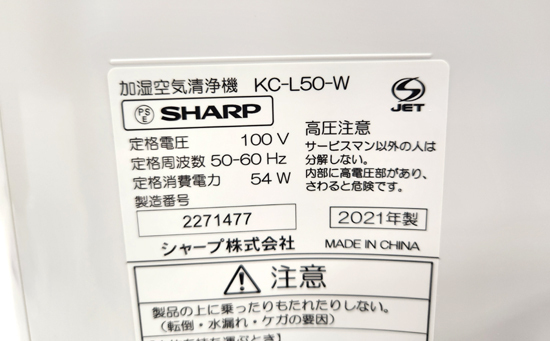 加湿空気清浄機 KC-L50-W
PS
E
SHARP
JET
定格電圧 100 V
定格周波数 50-60 Hz
定格消費電力 54 W
製造番号
2271477
シャープ株式会社
高圧注意
サービスマン以外の人は
分解しない。
内部に高電圧部があり、
さわると危険です。
2021年製
MADE IN CHINA
注意
製品の上に乗ったりもたれたりしない。
（転倒・水漏れ・ケガの要因）